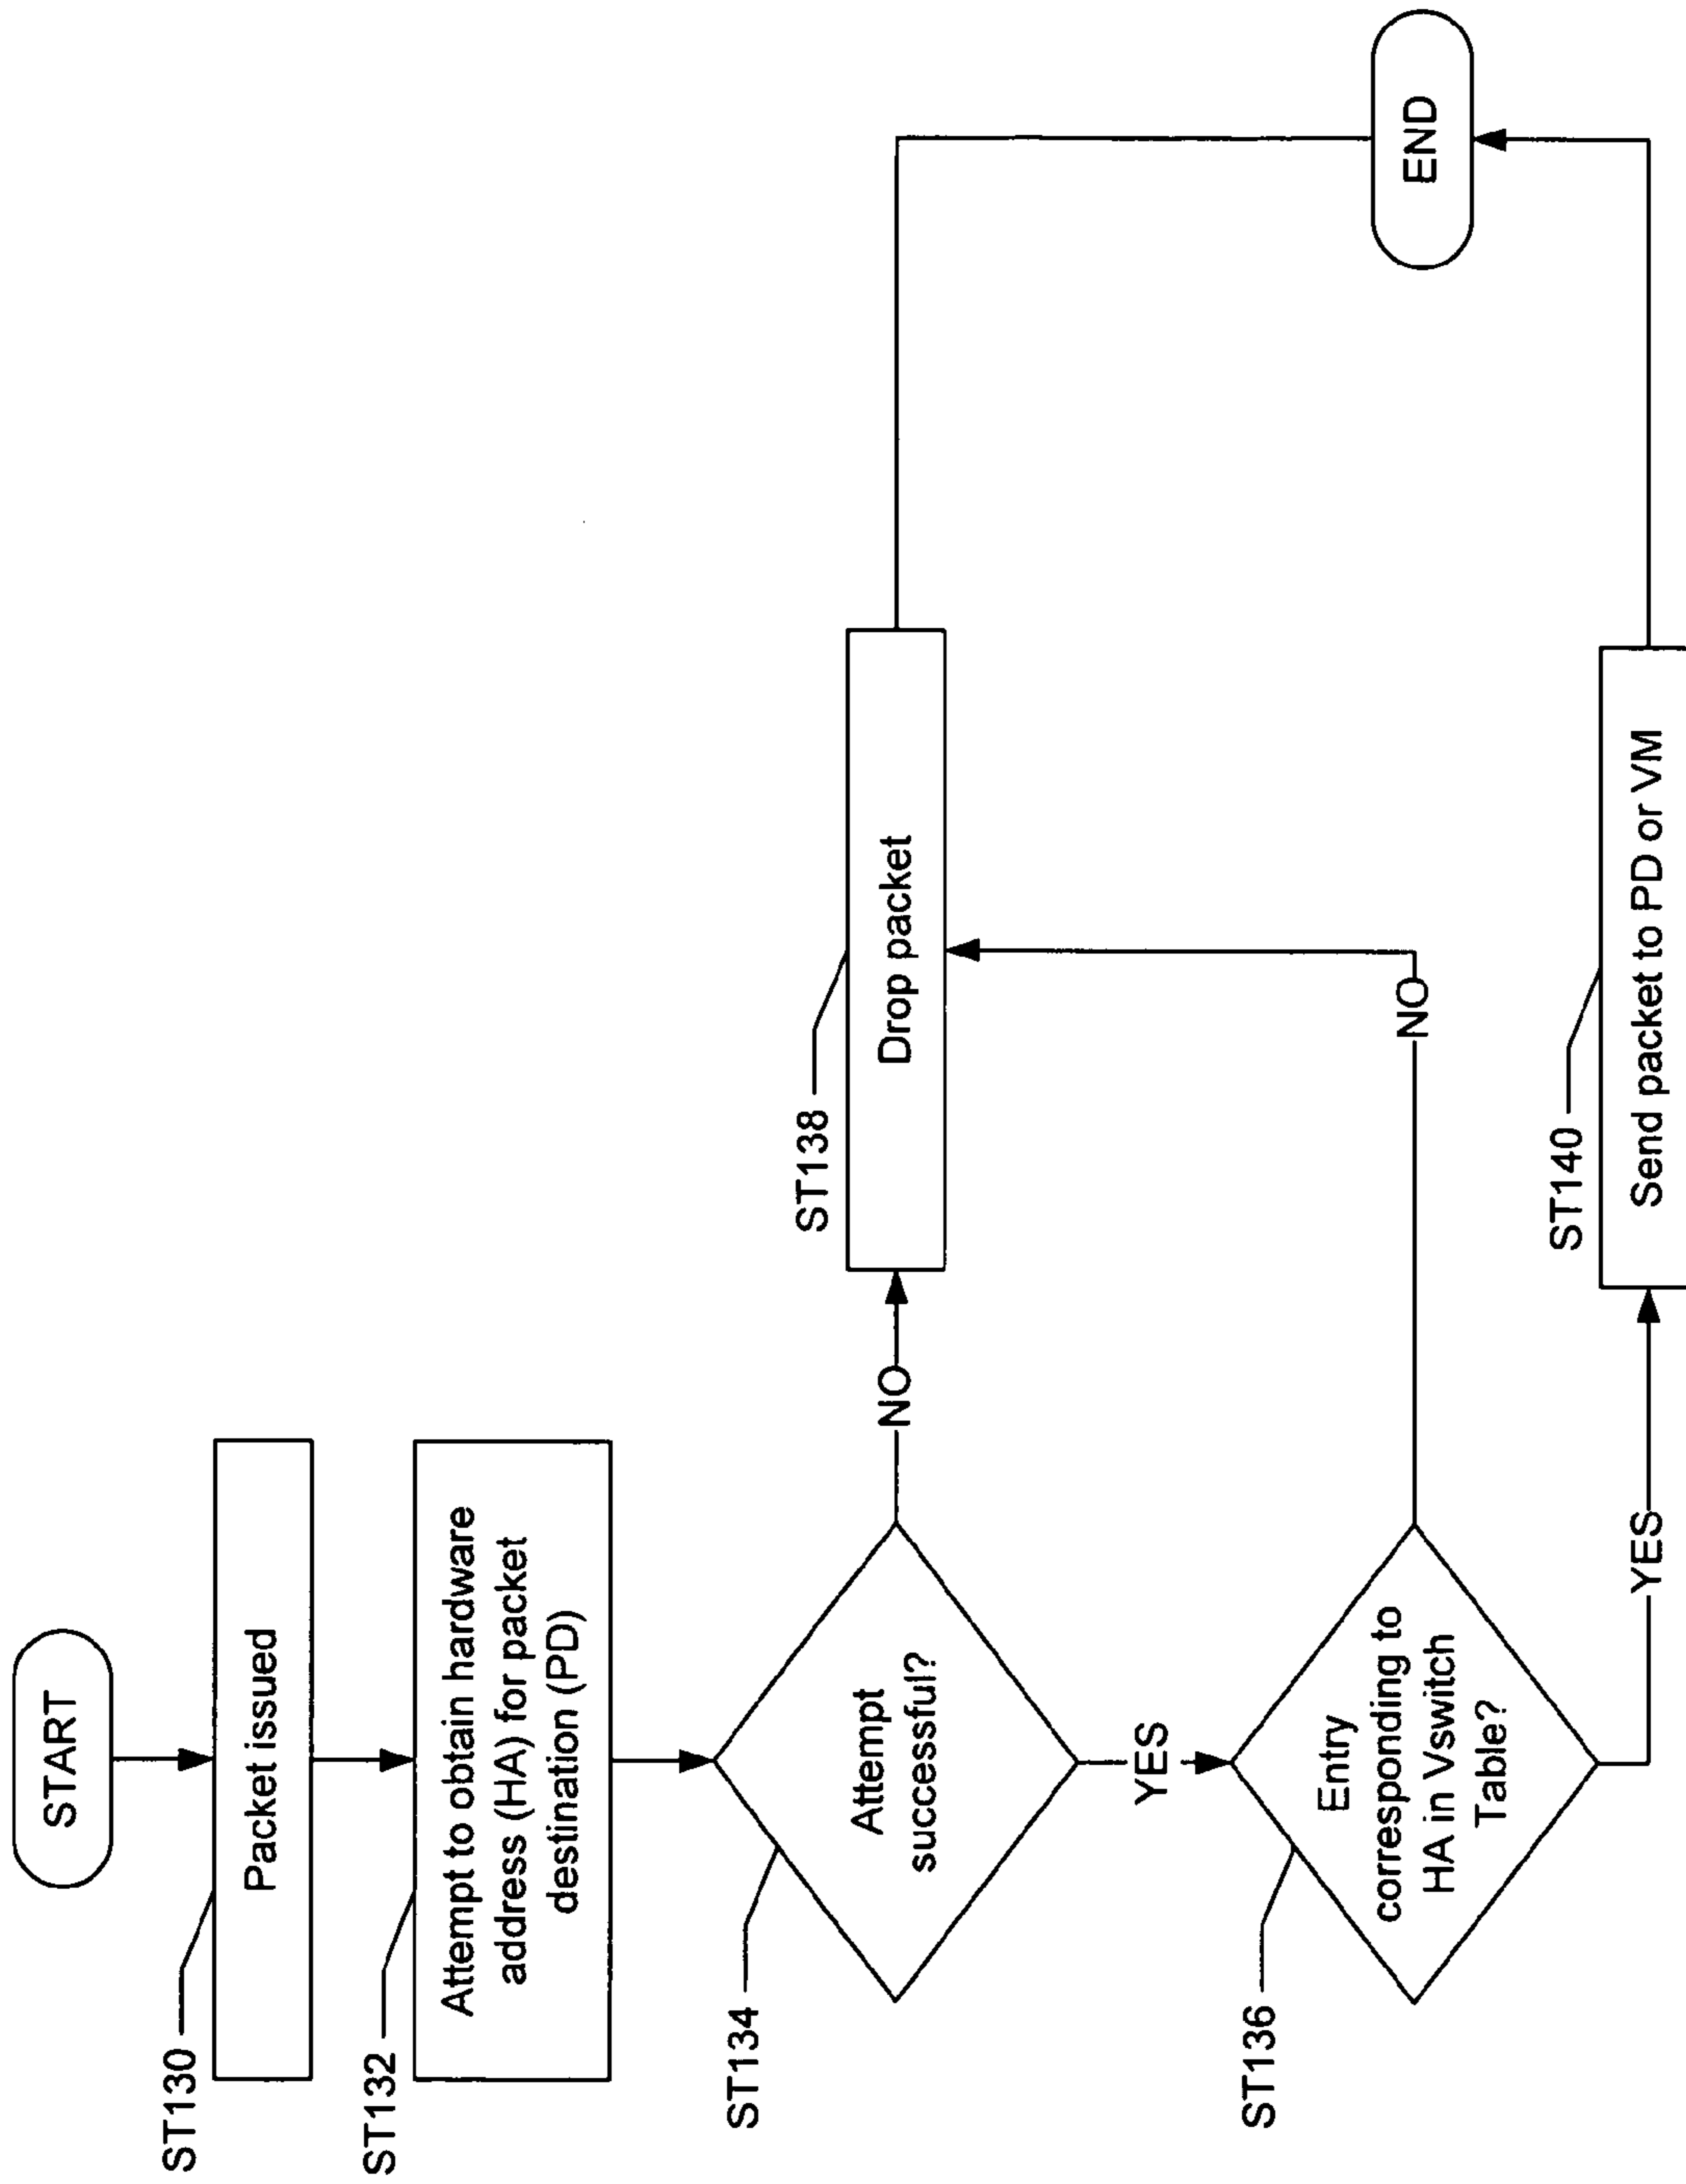 START
ST130
Packet issued
ST132
Attempt to obtain hardware
address (HA) for packet
destination (PD)
ST134
Attempt
successful?
NO
ST138
Drop packet
YES
ST136
Entry
corresponding to
HA in Vswitch
Table?
NO
YES
ST140
Send packet to PD or VM
END